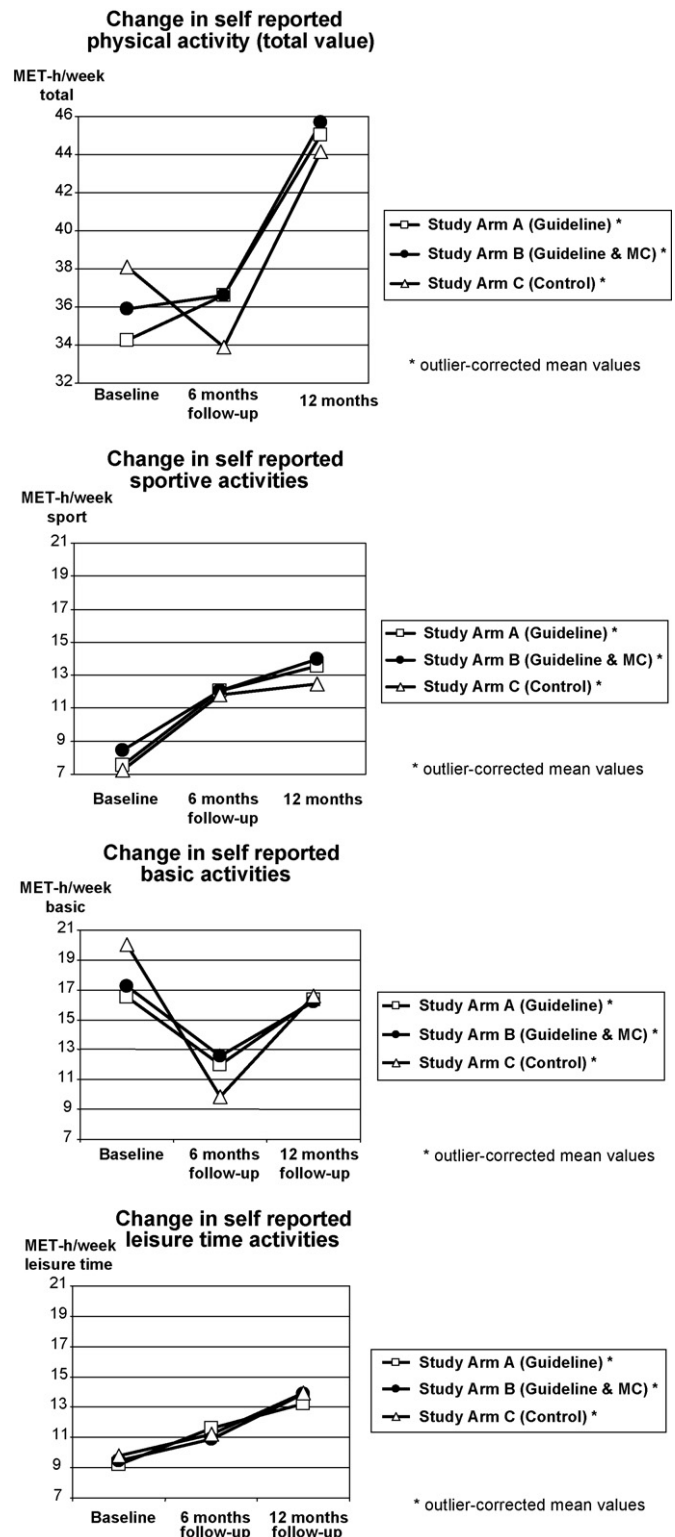 Change in self reported
physical activity (total value)
MET-h/week
total
46
44
42
40
38
36
34
32
Baseline
6 months
follow-up
12 months
Study Arm A (Guideline) *
Study Arm B (Guideline & MC) *
Study Arm C (Control) *
* outlier-corrected mean values
Change in self reported
sportive activities
MET-h/week
sport
21
19
17
15
13
11
9
7
Baseline
6 months
follow-up
12 months
Study Arm A (Guideline) *
Study Arm B (Guideline & MC) *
Study Arm C (Control) *
* outlier-corrected mean values
Change in self reported
basic activities
MET-h/week
basic
21
19
17
15
13
11
9
7
Baseline
6 months
follow-up
12 months
follow-up
Study Arm A (Guideline) *
Study Arm B (Guideline & MC) *
Study Arm C (Control) *
* outlier-corrected mean values
Change in self reported
leisure time activities
MET-h/week
leisure time
21
19
17
15
13
11
9
7
Baseline
6 months
follow-up
12 months
follow-up
Study Arm A (Guideline) *
Study Arm B (Guideline & MC) *
Study Arm C (Control) *
* outlier-corrected mean values